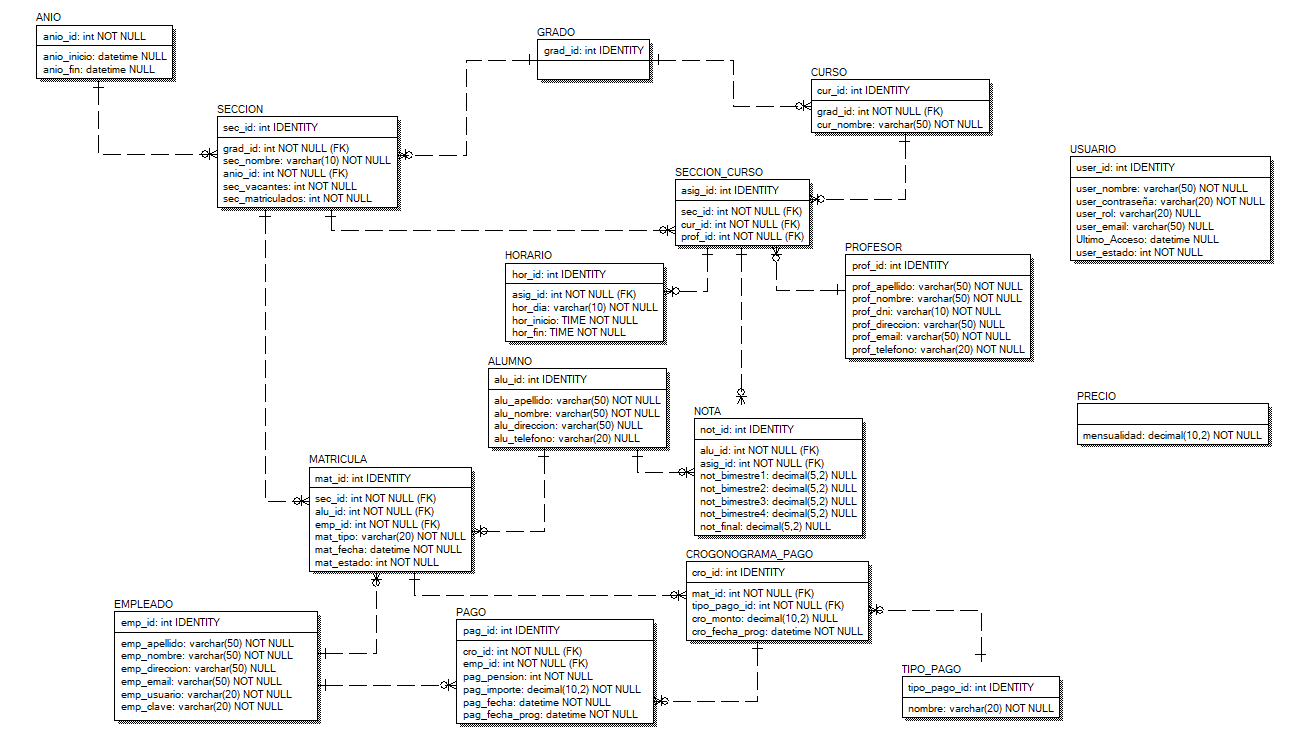 ANIO
anio_id: int NOT NULL
anio_inicio: datetime NULL
anio_fin: datetime NULL
GRADO
grad_id: int IDENTITY
CURSO
cur_id: int IDENTITY
grad_id: int NOT NULL (FK)
cur_nombre: varchar(50) NOT NULL
SECCION
sec_id: int IDENTITY
grad_id: int NOT NULL (FK)
sec_nombre: varchar(10) NOT NULL
anio_id: int NOT NULL (FK)
sec_vacantes: int NOT NULL
sec_matriculados: int NOT NULL
SECCION_CURSO
asig_id: int IDENTITY
sec_id: int NOT NULL (FK)
cur_id: int NOT NULL (FK)
prof_id: int NOT NULL (FK)
USUARIO
user_id: int IDENTITY
user_nombre: varchar(50) NOT NULL
user_contraseña: varchar(20) NOT NULL
user_rol: varchar(20) NULL
user_email: varchar(50) NULL
Ultimo_Acceso: datetime NULL
user_estado: int NOT NULL
HORARIO
hor_id: int IDENTITY
asig_id: int NOT NULL (FK)
hor_dia: varchar(10) NOT NULL
hor_inicio: TIME NOT NULL
hor_fin: TIME NOT NULL
PROFESOR
prof_id: int IDENTITY
prof_apellido: varchar(50) NOT NULL
prof_nombre: varchar(50) NOT NULL
prof_dni: varchar(10) NOT NULL
prof_direccion: varchar(50) NULL
prof_email: varchar(50) NOT NULL
prof_telefono: varchar(20) NOT NULL
ALUMNO
alu_id: int IDENTITY
alu_apellido: varchar(50) NOT NULL
alu_nombre: varchar(50) NOT NULL
alu_direccion: varchar(50) NULL
alu_telefono: varchar(20) NULL
PRECIO
mensualidad: decimal(10,2) NOT NULL
NOTA
not_id: int IDENTITY
alu_id: int NOT NULL (FK)
asig_id: int NOT NULL (FK)
not_bimestre1: decimal(5,2) NULL
not_bimestre2: decimal(5,2) NULL
not_bimestre3: decimal(5,2) NULL
not_bimestre4: decimal(5,2) NULL
not_final: decimal(5,2) NULL
MATRICULA
mat_id: int IDENTITY
sec_id: int NOT NULL (FK)
alu_id: int NOT NULL (FK)
emp_id: int NOT NULL (FK)
mat_tipo: varchar(20) NOT NULL
mat_fecha: datetime NOT NULL
mat_estado: int NOT NULL
CROGONOGRAMA_PAGO
cro_id: int IDENTITY
mat_id: int NOT NULL (FK)
tipo_pago_id: int NOT NULL (FK)
cro_monto: decimal(10,2) NULL
cro_fecha_prog: datetime NOT NULL
EMPLEADO
emp_id: int IDENTITY
emp_apellido: varchar(50) NOT NULL
emp_nombre: varchar(50) NOT NULL
emp_direccion: varchar(50) NULL
emp_email: varchar(50) NULL
emp_usuario: varchar(20) NOT NULL
emp_clave: varchar(20) NOT NULL
PAGO
pag_id: int IDENTITY
cro_id: int NOT NULL (FK)
emp_id: int NOT NULL (FK)
pag_pension: int NOT NULL
pag_importe: decimal(10,2) NOT NULL
pag_fecha: datetime NOT NULL
pag_fecha_prog: datetime NOT NULL
TIPO_PAGO
tipo_pago_id: int IDENTITY
nombre: varchar(20) NOT NULL